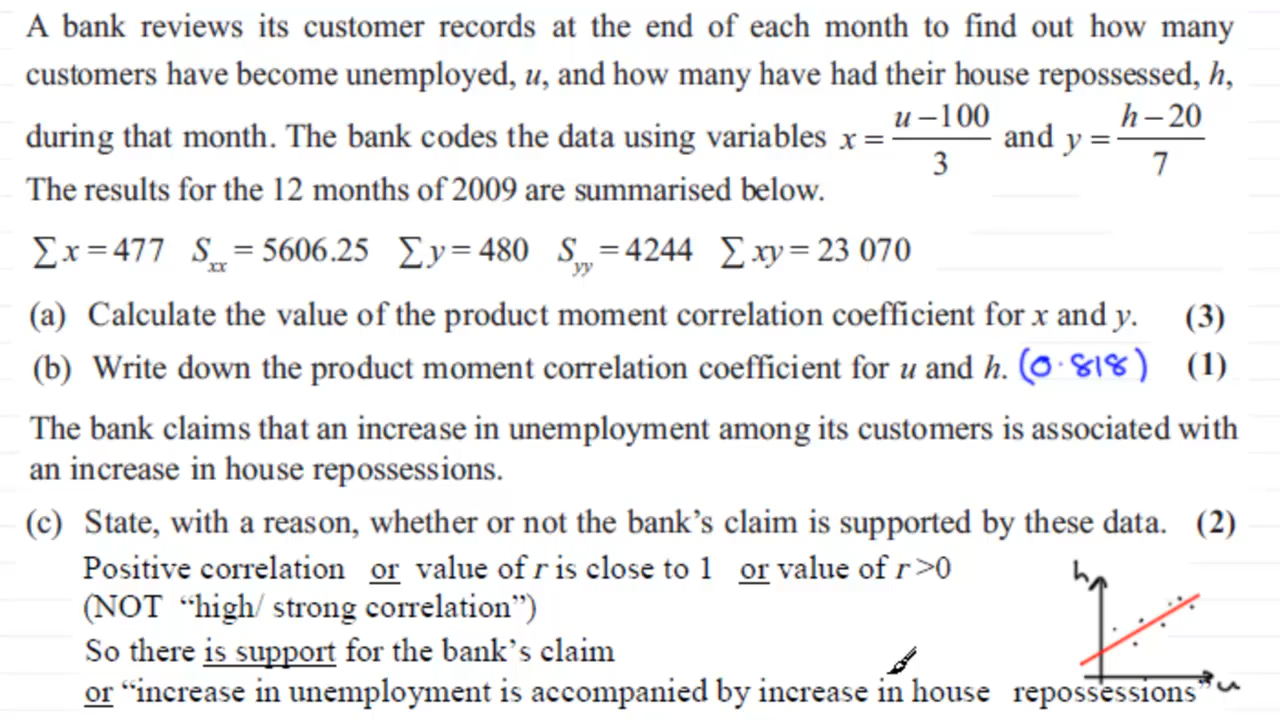 A bank reviews its customer records at the end of each month to find out how many
customers have become unemployed, u, and how many have had their house repossessed, h,
during that month. The bank codes the data using variables x = (u − 100)/3 and y = (h − 20)/7
The results for the 12 months of 2009 are summarised below.
∑x = 477 S_xx = 5606.25 ∑y = 480 S_yy = 4244 ∑xy = 23 070
(a) Calculate the value of the product moment correlation coefficient for x and y. (3)
(b) Write down the product moment correlation coefficient for u and h. (0.818) (1)
The bank claims that an increase in unemployment among its customers is associated with
an increase in house repossessions.
(c) State, with a reason, whether or not the bank's claim is supported by these data. (2)
Positive correlation or value of r is close to 1 or value of r >0
(NOT “high/ strong correlation”)
So there is support for the bank's claim
or “increase in unemployment is accompanied by increase in house repossessions”
h
u